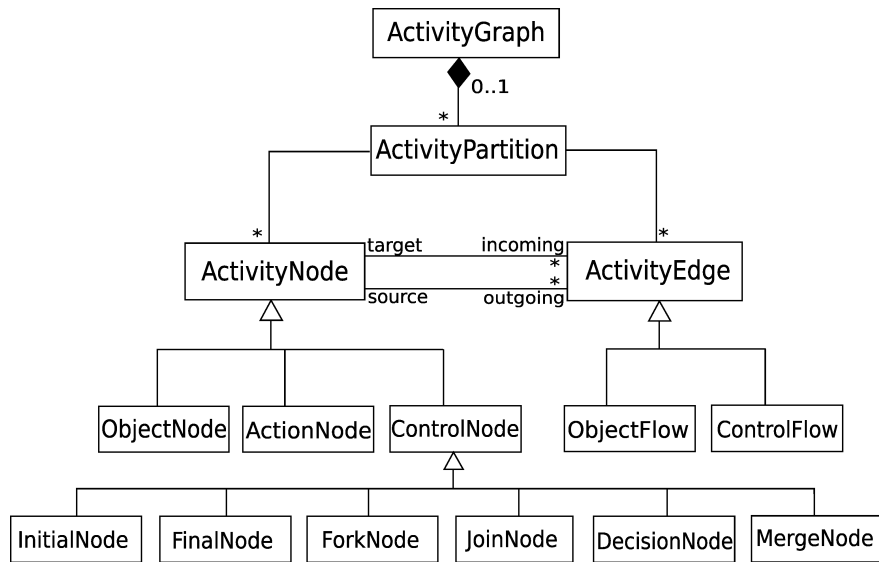 ActivityGraph
0..1
*
ActivityPartition
* *
target incoming
*
ActivityNode ActivityEdge
*
source outgoing
ObjectNode ActionNode ControlNode ObjectFlow ControlFlow
InitialNode FinalNode ForkNode JoinNode DecisionNode MergeNode